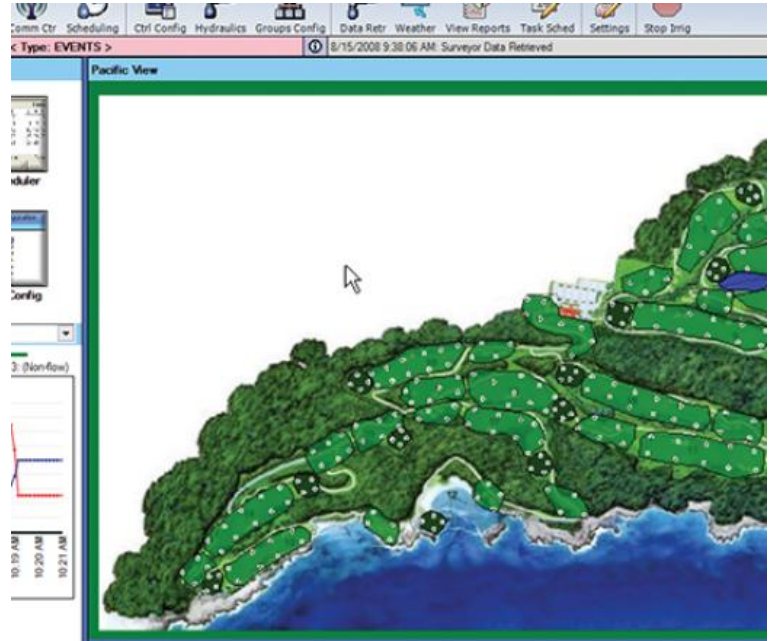 Comm Ctr Scheduling Ctrl Config Hydraulics Groups Config Data Retr Weather View Reports Task Sched Settings Stop Irrig
< Type: EVENTS >
8/15/2008 9:38:06 AM: Surveyor Data Retrieved
Pacific View
duler
Config
3: (Non-flow)
10:19 AM
10:20 AM
10:21 AM
12